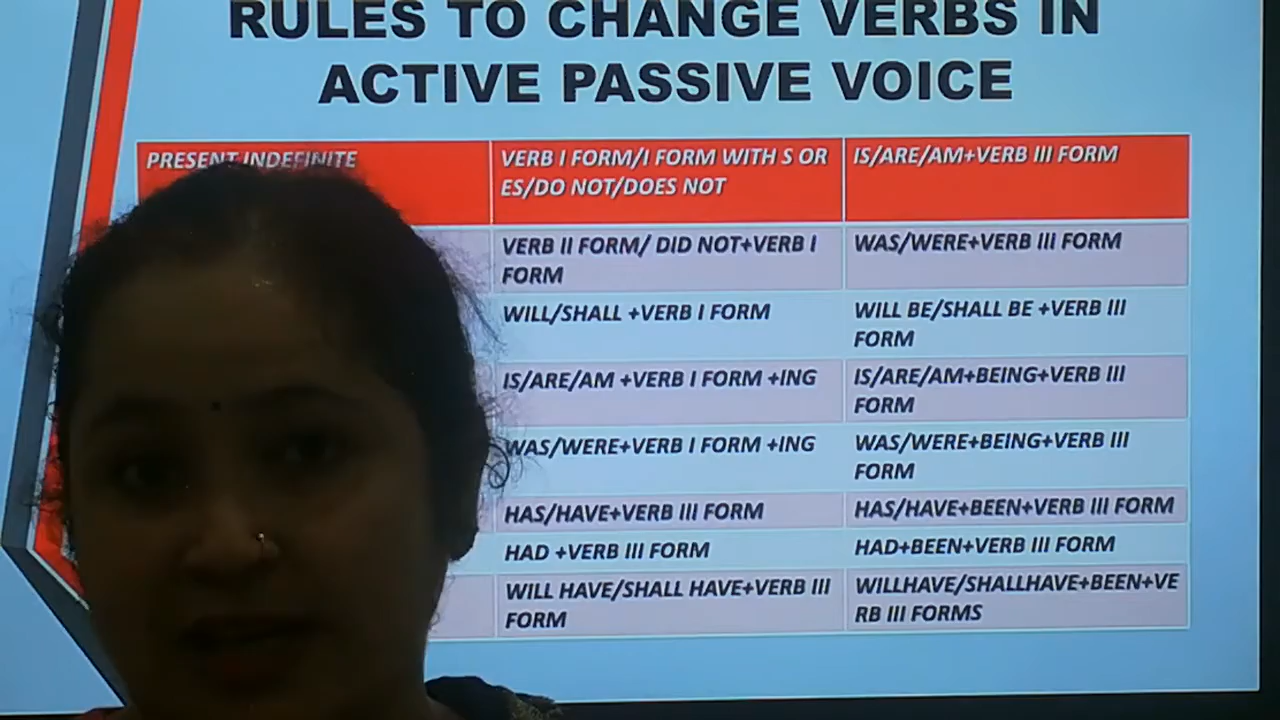 RULES TO CHANGE VERBS IN
ACTIVE PASSIVE VOICE
PRESENT INDEFINITE
VERB I FORM/I FORM WITH S OR
ES/DO NOT/DOES NOT
IS/ARE/AM+VERB III FORM
VERB II FORM/ DID NOT+VERB I
FORM
WAS/WERE+VERB III FORM
WILL/SHALL +VERB I FORM
WILL BE/SHALL BE +VERB III
FORM
IS/ARE/AM +VERB I FORM +ING
IS/ARE/AM+BEING+VERB III
FORM
WAS/WERE+VERB I FORM +ING
WAS/WERE+BEING+VERB III
FORM
HAS/HAVE+VERB III FORM
HAS/HAVE+BEEN+VERB III FORM
HAD +VERB III FORM
HAD+BEEN+VERB III FORM
WILL HAVE/SHALL HAVE+VERB III
FORM
WILLHAVE/SHALLHAVE+BEEN+VE
RB III FORMS